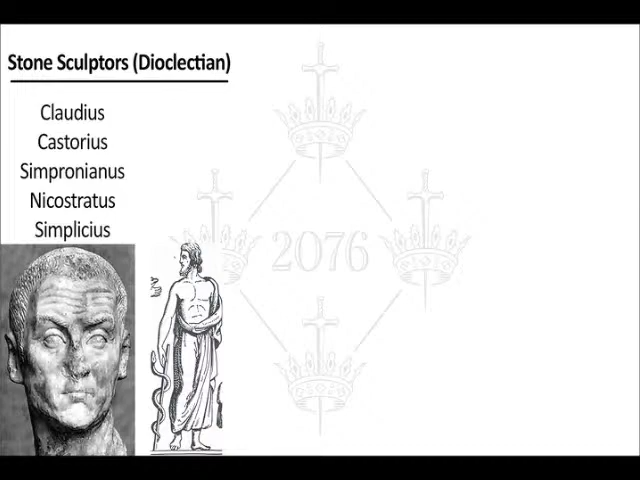 Stone Sculptors (Dioclectian)
Claudius
Castorius
Simpronianus
Nicostratus
Simplicius
2076